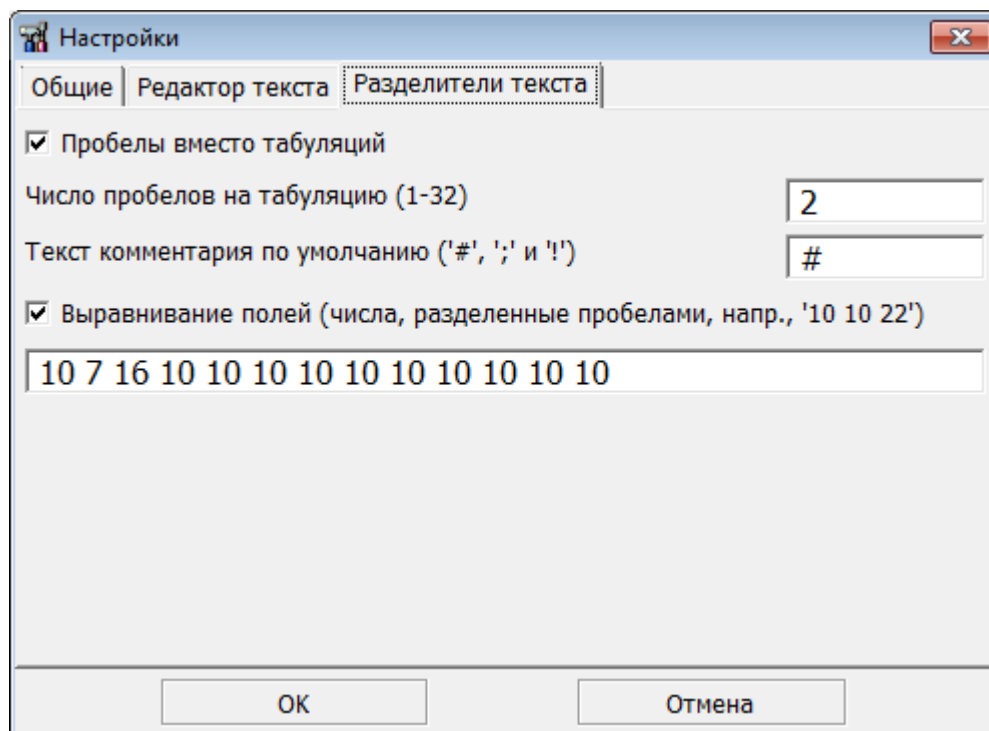 Настройки
Общие Редактор текста Разделители текста
Пробелы вместо табуляций
Число пробелов на табуляцию (1-32) 2
Текст комментария по умолчанию ('#', ';' и '!') #
Выравнивание полей (числа, разделенные пробелами, напр., '10 10 22')
10 7 16 10 10 10 10 10 10 10 10 10 10
OK Отмена